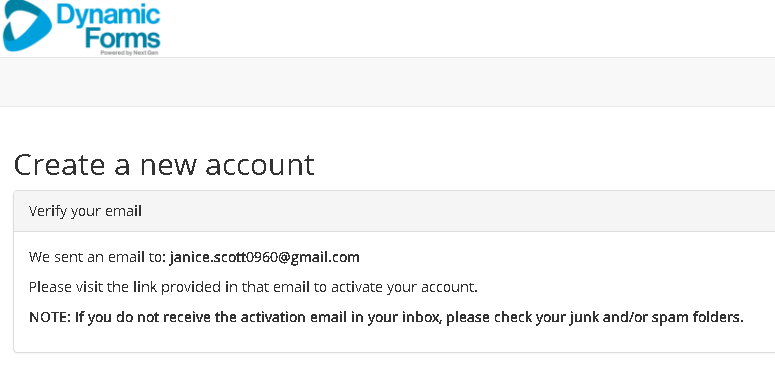 Dynamic
Forms
Powered by Next Gen
Create a new account
Verify your email
We sent an email to: janice.scott0960@gmail.com
Please visit the link provided in that email to activate your account.
NOTE: If you do not receive the activation email in your inbox, please check your junk and/or spam folders.